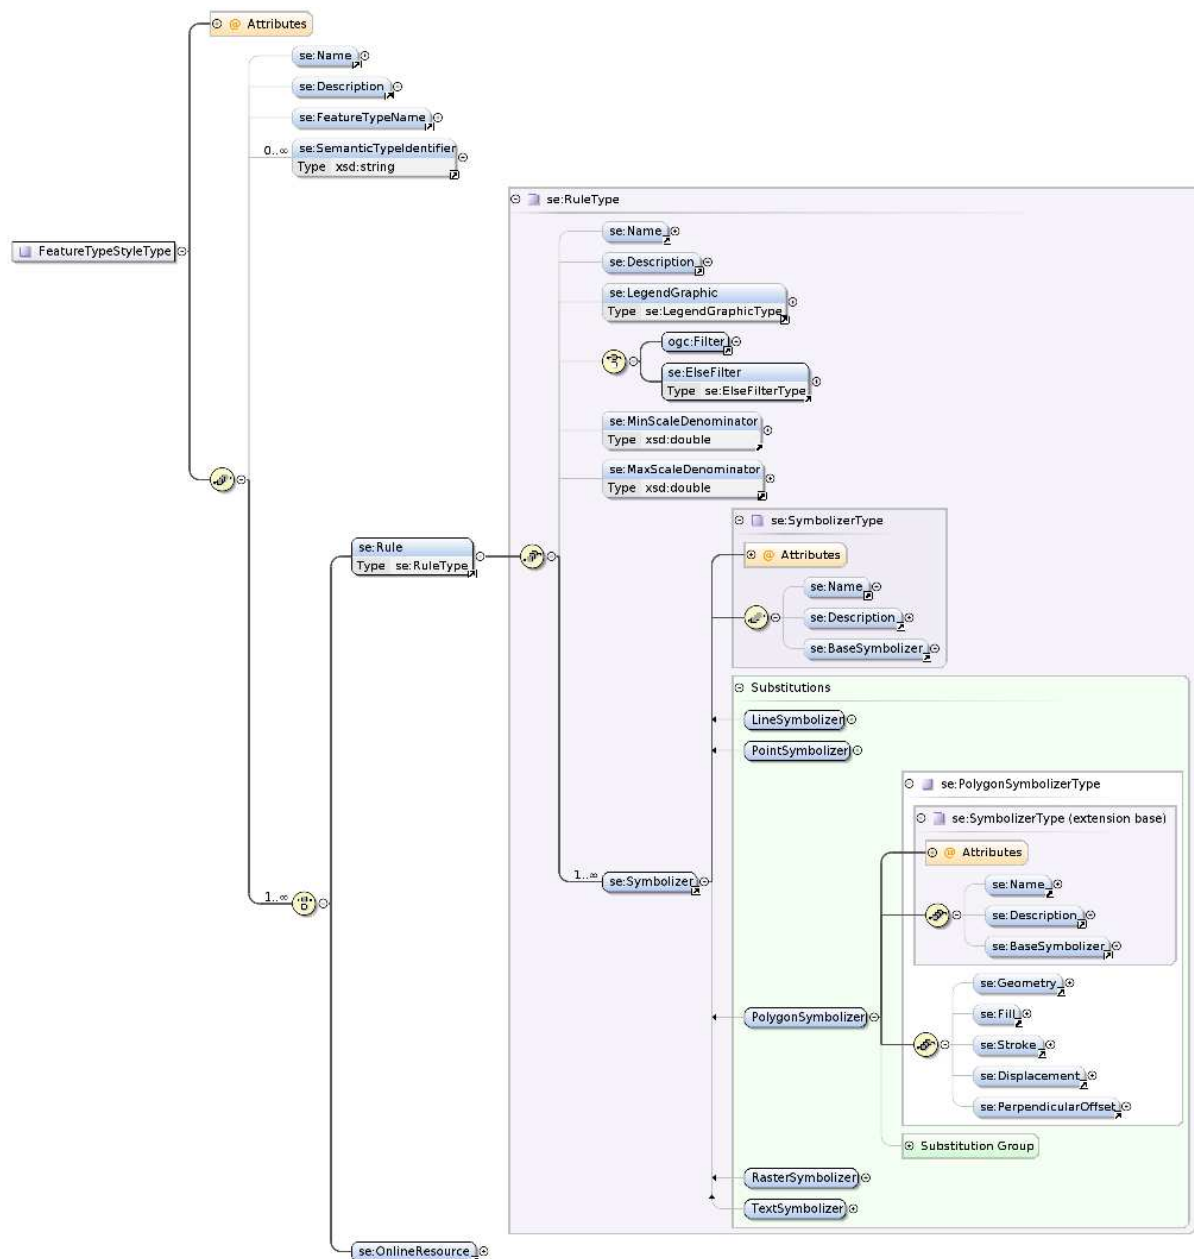 Attributes
se:Name
se:Description
se:FeatureTypeName
0..∞
se:SemanticTypeIdentifier
Type xsd:string
se:RuleType
se:Name
FeatureTypeStyleType
se:Description
se:LegendGraphic
Type se:LegendGraphicType
ogc:Filter
se:ElseFilter
Type se:ElseFilterType
se:MinScaleDenominator
Type xsd:double
se:MaxScaleDenominator
Type xsd:double
se:SymbolizerType
se:Rule
Type se:RuleType
Attributes
se:Name
se:Description
se:BaseSymbolizer
Substitutions
LineSymbolizer
PointSymbolizer
se:PolygonSymbolizerType
se:SymbolizerType (extension base)
Attributes
1..∞
se:Symbolizer
se:Name
1..∞
se:Description
se:BaseSymbolizer
se:Geometry
PolygonSymbolizer
se:Fill
se:Stroke
se:Displacement
se:PerpendicularOffset
Substitution Group
RasterSymbolizer
TextSymbolizer
se:OnlineResource